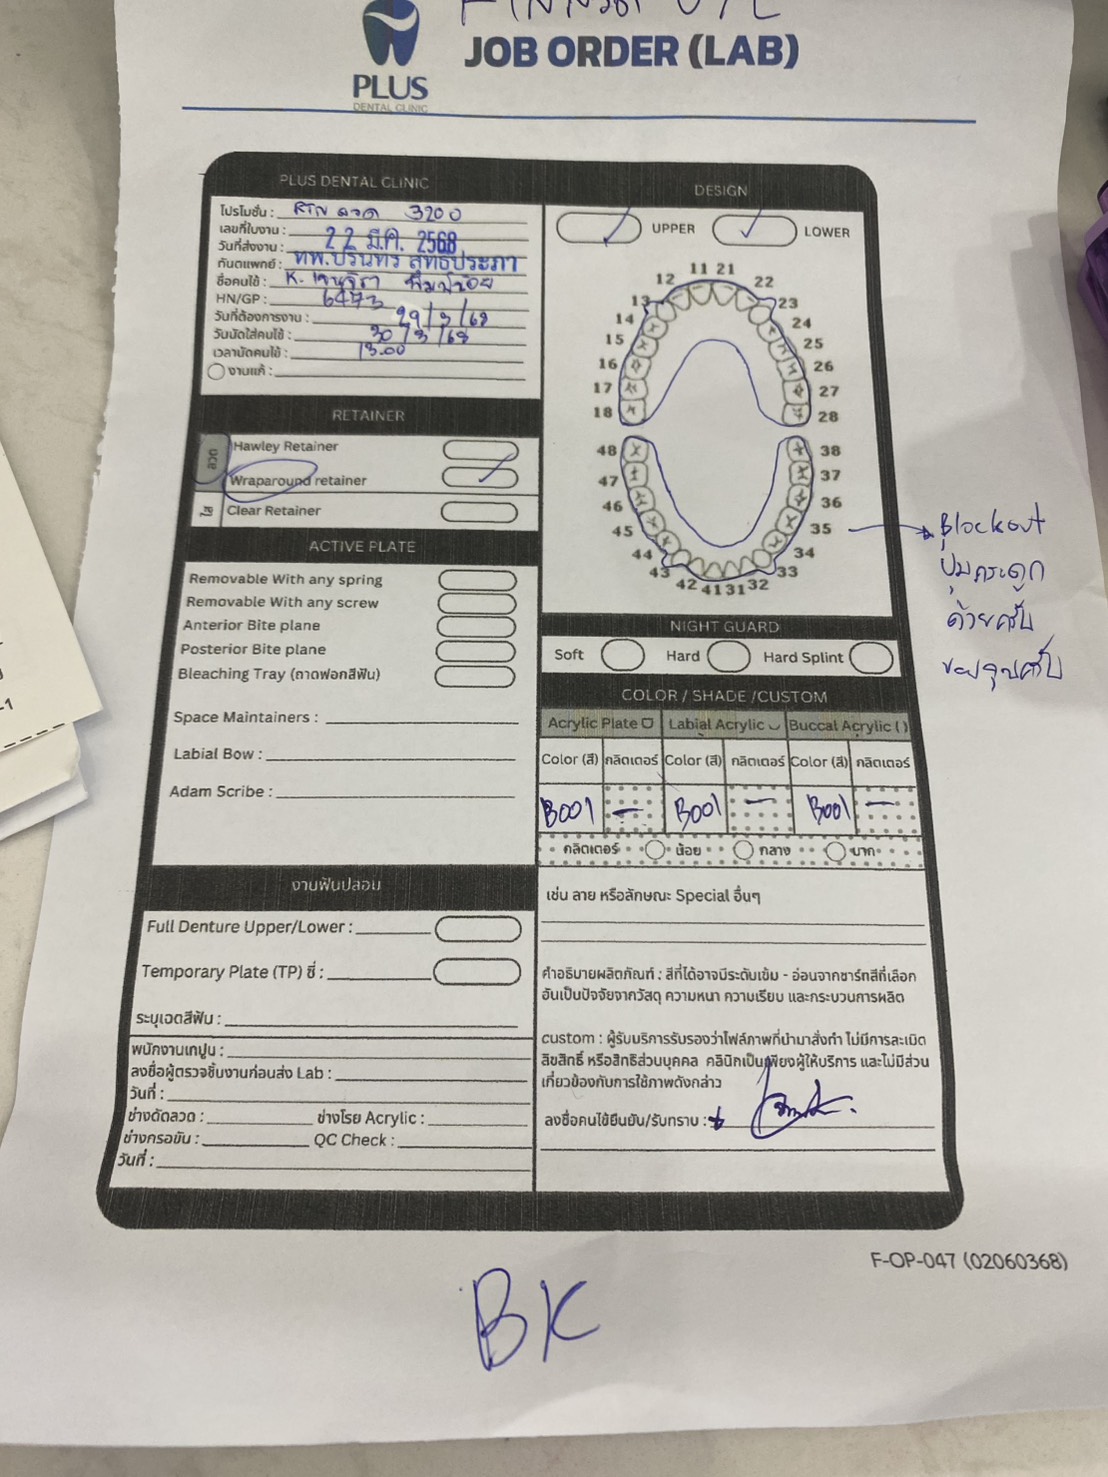 JOB ORDER (LAB)
PLUS
DENTAL CLINIC
PLUS DENTAL CLINIC
โปรโมชั่น : RTN ลวด 3200
เลขที่ใบงาน :
วันที่ส่งงาน : 22 มี.ค. 2568
ทันตแพทย์ : ทพ.ปรินทร สุทธิประภา
ชื่อคนไข้ : K.
HN/GP : 6473
วันที่ต้องการงาน : 29/3/68
วันนัดใส่คนไข้ : 30/3/68
เวลานัดคนไข้ : 13.00
งานแก้ :
RETAINER
ลวด
Hawley Retainer
Wraparound retainer
ใส
Clear Retainer
ACTIVE PLATE
Removable With any spring
Removable With any screw
Anterior Bite plane
Posterior Bite plane
Bleaching Tray (ถาดฟอกสีฟัน)
Space Maintainers :
Labial Bow :
Adam Scribe :
งานฟันปลอม
Full Denture Upper/Lower :
Temporary Plate (TP) ซี่ :
ระบุเฉดสีฟัน :
พนักงานเทปูน :
ลงชื่อผู้ตรวจชิ้นงานก่อนส่ง Lab :
วันที่ :
ช่างดัดลวด : ช่างโรย Acrylic :
ช่างกรอขัน : QC Check :
วันที่ :
DESIGN
UPPER LOWER
11 21
12 22
13 23
14 24
15 25
16 26
17 27
18 28
48 38
47 37
46 36
45 35
44 34
43 33
42 41 31 32
Blockout
ปุ่มกระดูก
ด้วยครับ
ขอบคุณครับ
NIGHT GUARD
Soft Hard Hard Splint
COLOR / SHADE /CUSTOM
Acrylic Plate Labial Acrylic Buccal Acrylic ( )
Color (สี) กลิตเตอร์ Color (สี) กลิตเตอร์ Color (สี) กลิตเตอร์
B001 — B001 — B001 —
กลิตเตอร์ น้อย กลาง มาก
เช่น ลาย หรือลักษณะ Special อื่นๆ
คำอธิบายผลิตภัณฑ์ : สีที่ได้อาจมีระดับเข้ม - อ่อนจากชาร์ทสีที่เลือก
อันเป็นปัจจัยจากวัสดุ ความหนา ความเรียบ และกระบวนการผลิต
custom : ผู้รับบริการรับรองว่าไฟล์ภาพที่นำมาสั่งทำ ไม่มีการละเมิด
ลิขสิทธิ์ หรือสิทธิส่วนบุคคล คลินิกเป็นเพียงผู้ให้บริการ และไม่มีส่วน
เกี่ยวข้องกับการใช้ภาพดังกล่าว
ลงชื่อคนไข้ยืนยัน/รับทราบ :
F-OP-047 (02060368)
BK